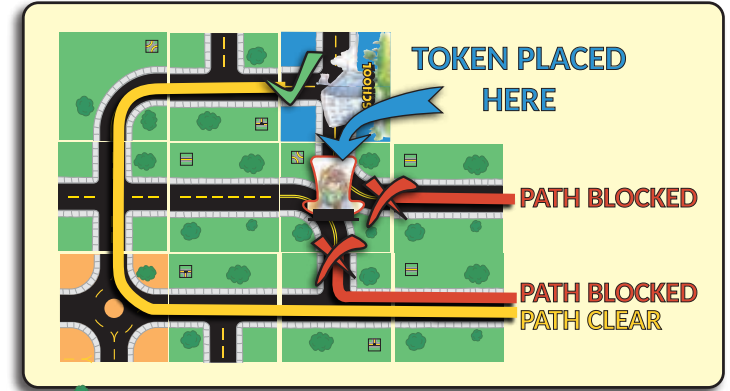 TOKEN PLACED
HERE
SCHOOL
PATH BLOCKED
PATH BLOCKED
PATH CLEAR